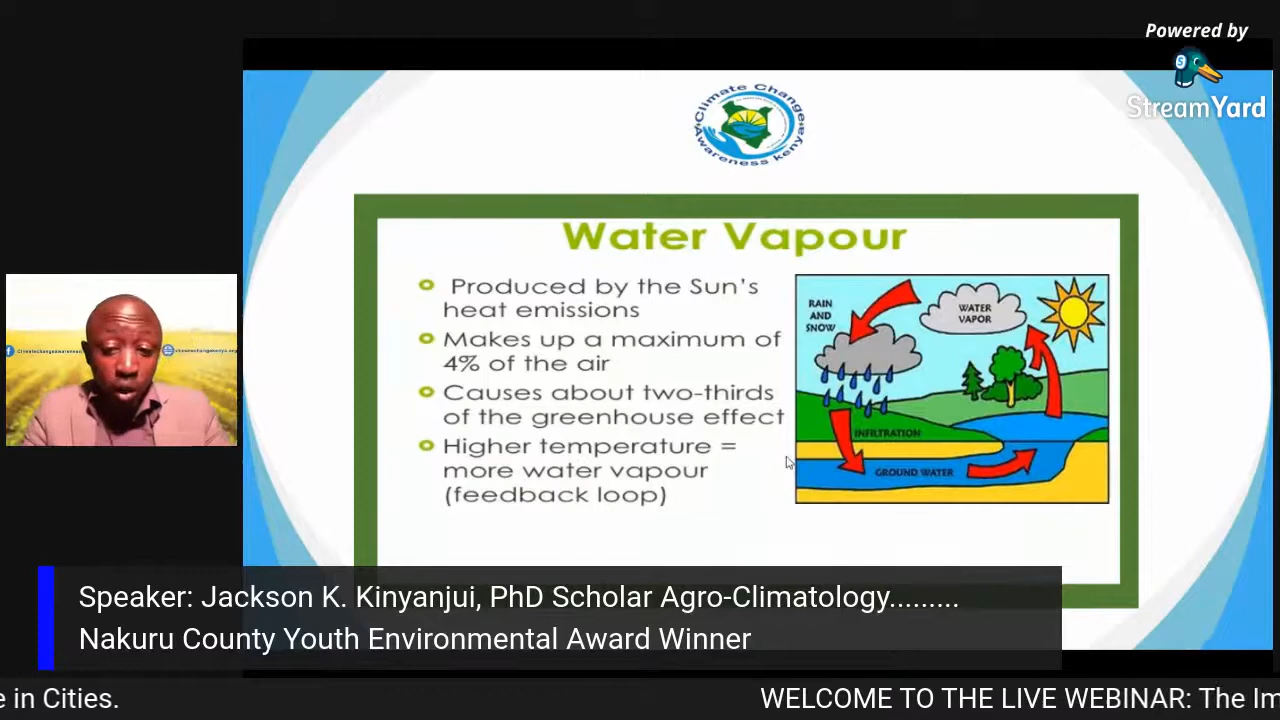 Powered by
StreamYard
Climate Change
Awareness Kenya
Water Vapour
Produced by the Sun's
heat emissions
Makes up a maximum of
4% of the air
Causes about two-thirds
of the greenhouse effect
Higher temperature =
more water vapour
(feedback loop)
RAIN
AND
SNOW
WATER
VAPOR
INFILTRATION
GROUND WATER
Speaker: Jackson K. Kinyanjui, PhD Scholar Agro-Climatology.........
Nakuru County Youth Environmental Award Winner
e in Cities.
WELCOME TO THE LIVE WEBINAR: The Im